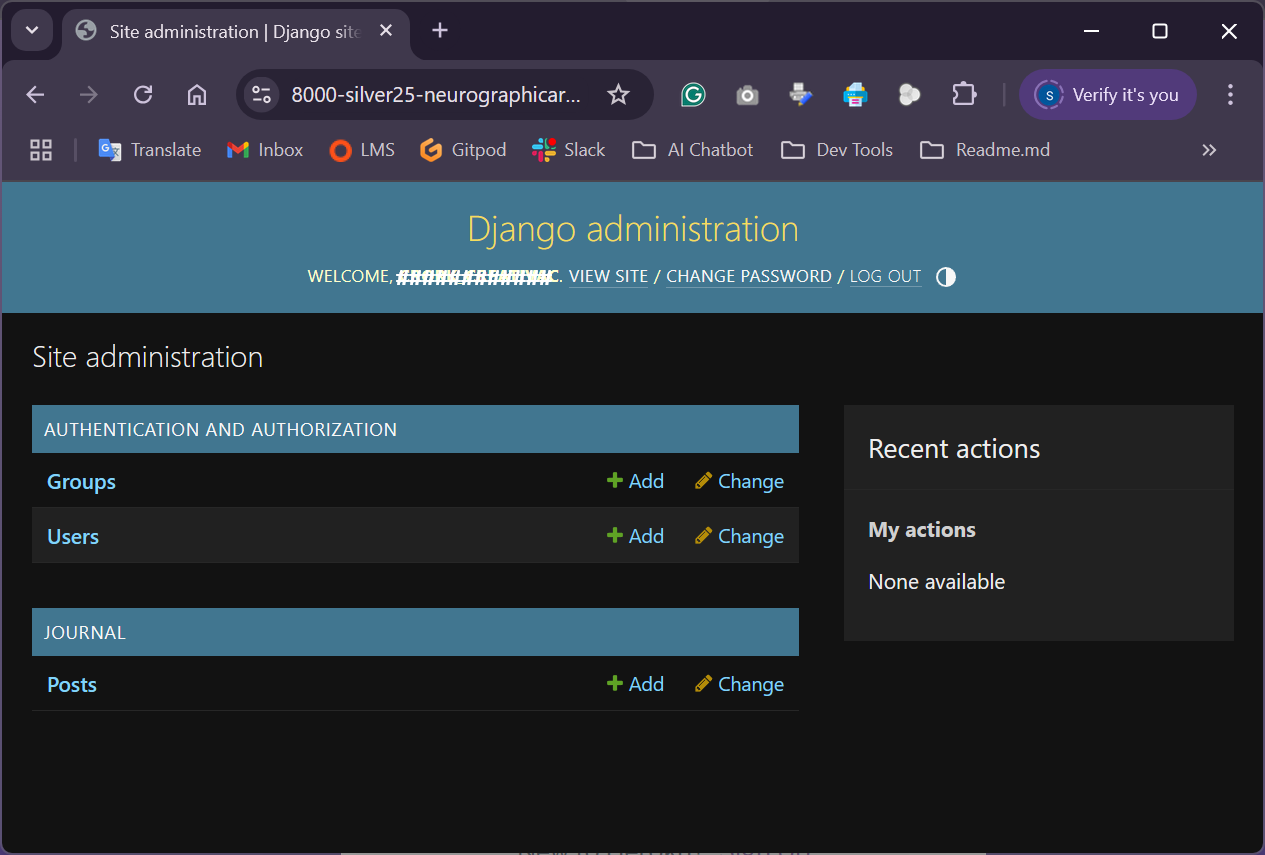 Site administration | Django site
8000-silver25-neurographicar...
S
Verify it's you
Translate
Inbox
LMS
Gitpod
Slack
AI Chatbot
Dev Tools
Readme.md
Django administration
WELCOME, . VIEW SITE / CHANGE PASSWORD / LOG OUT
Site administration
AUTHENTICATION AND AUTHORIZATION
Groups Add Change
Users Add Change
JOURNAL
Posts Add Change
Recent actions
My actions
None available